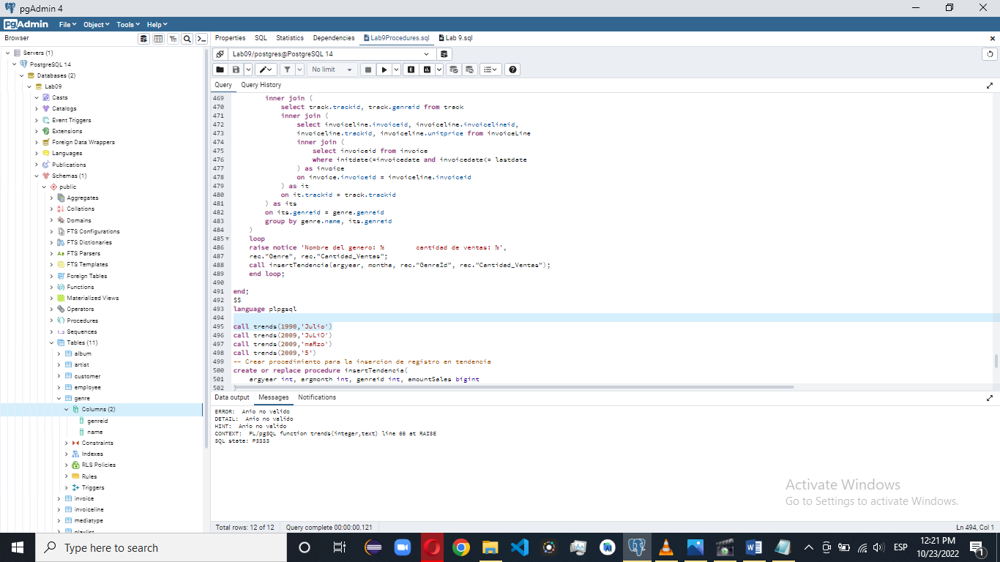 pgAdmin 4
pgAdmin File Object Tools Help
Browser
Servers (1)
PostgreSQL 14
Databases (2)
Lab09
Casts
Catalogs
Event Triggers
Extensions
Foreign Data Wrappers
Languages
Publications
Schemas (1)
public
Aggregates
Collations
Domains
FTS Configurations
FTS Dictionaries
FTS Parsers
FTS Templates
Foreign Tables
Functions
Materialized Views
Operators
Procedures
Sequences
Tables (11)
album
artist
customer
employee
genre
Columns (2)
genreid
name
Constraints
Indexes
RLS Policies
Rules
Triggers
invoice
invoiceline
mediatype
playlist
Properties SQL Statistics Dependencies Lab9Procedures.sql Lab 9.sql
Lab09/postgres@PostgreSQL 14
No limit
Query Query History
469 inner join (
470 select track.trackid, track.genreid from track
471 inner join (
472 select invoiceline.invoiceid, invoiceline.invoicelineid,
473 invoiceline.trackid, invoiceline.unitprice from invoiceLine
474 inner join (
475 select invoiceid from invoice
476 where initdate<=invoicedate and invoicedate<= lastdate
477 ) as invoice
478 on invoice.invoiceid = invoiceline.invoiceid
479 ) as it
480 on it.trackid = track.trackid
481 ) as its
482 on its.genreid = genre.genreid
483 group by genre.name, its.genreid
484 )
485 loop
486 raise notice 'Nombre del genero: % cantidad de ventas: %',
487 rec."Genre", rec."Cantidad_Ventas";
488 call insertTendencia(argyear, months, rec."GenreId", rec."Cantidad_Ventas");
489 end loop;
490
491 end;
492 $$
493 language plpgsql
494
495 call trends(1990,'Julio')
496 call trends(2009,'JuLiO')
497 call trends(2009,'maRzo')
498 call trends(2009,'5')
499 -- Crear procedimiento para la insercion de registro en tendencia
500 create or replace procedure insertTendencia(
501 argyear int, argmonth int, genreid int, amountSales bigint
502 )
Data output Messages Notifications
ERROR: Anio no valido
DETAIL: Anio no valido
HINT: Anio no valido
CONTEXT: PL/pgSQL function trends(integer,text) line 66 at RAISE
SQL state: P3333
Activate Windows
Go to Settings to activate Windows.
Total rows: 12 of 12 Query complete 00:00:00.121 Ln 494, Col 1
Type here to search
ESP
12:21 PM
10/23/2022
1